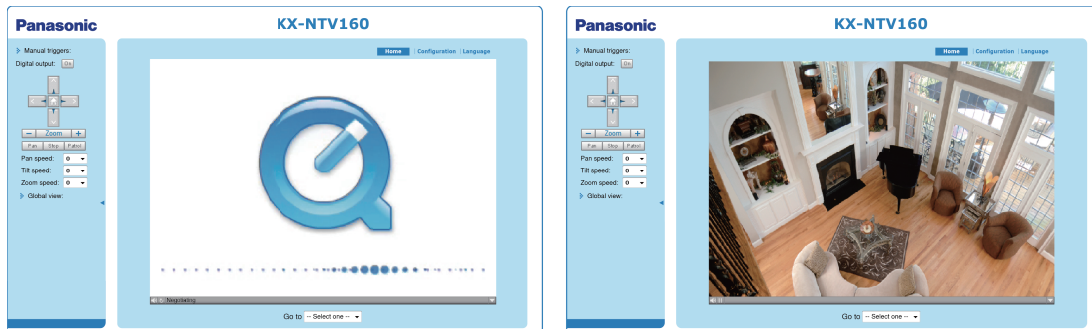 Panasonic
KX-NTV160
Home | Configuration | Language
Manual triggers:
Digital output: On
− Zoom +
Pan Stop Patrol
Pan speed: 0
Tilt speed: 0
Zoom speed: 0
Global view:
Negotiating
Go to -- Select one --
Panasonic
KX-NTV160
Home | Configuration | Language
Manual triggers:
Digital output: On
− Zoom +
Pan Stop Patrol
Pan speed: 0
Tilt speed: 0
Zoom speed: 0
Global view:
Go to -- Select one --